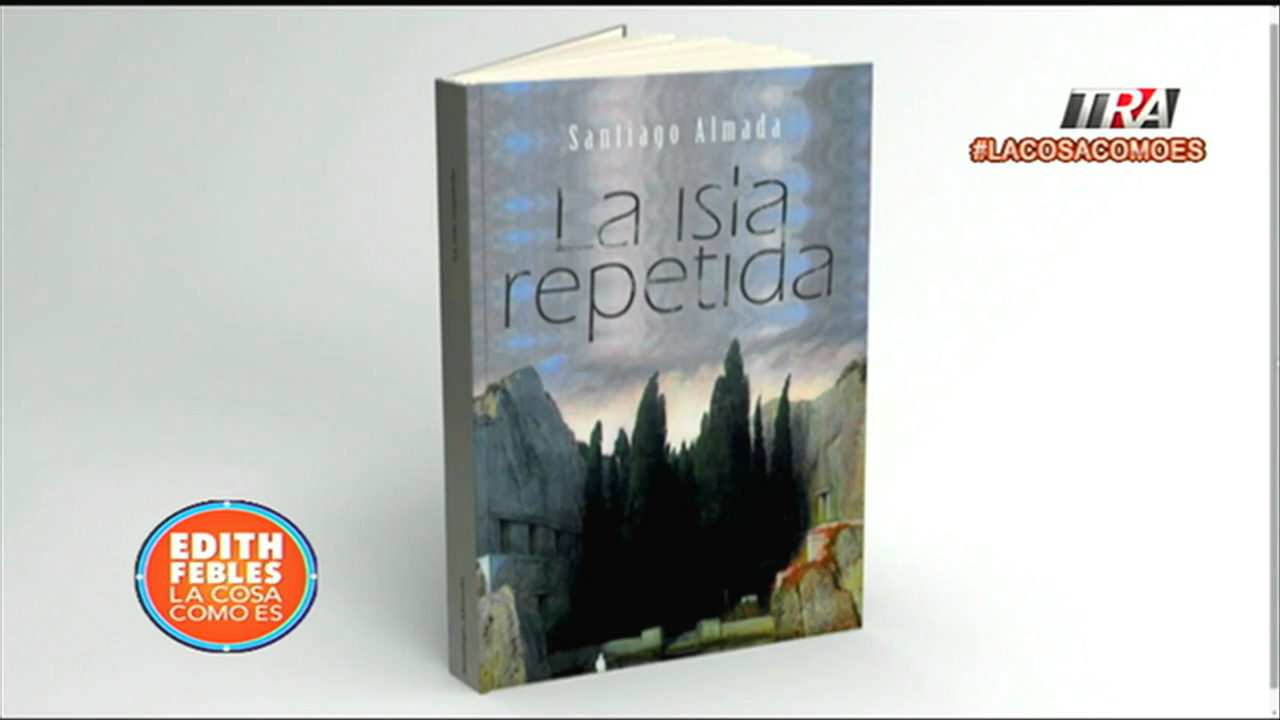 Santiago Almada
La isla
repetida
TRA
#LACOSACOMOES
EDITH
FEBLES
LA COSA
COMO ES